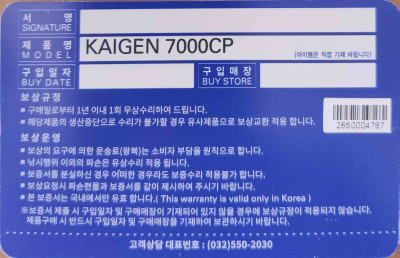 서 명
SIGNATURE
제 품 명
MODEL
KAIGEN 7000CP
(아이템은 직접 기재 바랍니다)
구 입 일 자
BUY DATE
구 입 매 장
BUY STORE
보상규정
* 구매일로부터 1년 이내 1회 무상수리하여 드립니다.
* 해당제품의 생산중단으로 수리가 불가할 경우 유사제품으로 보상교환 적용 합니다.
2650004797
보상운영
* 보상의 요구에 의한 운송료(왕복)는 소비자 부담을 원칙으로 합니다.
* 낚시행위 이외의 파손은 유상수리 적용 됩니다.
* 보증서를 분실하신 경우 어떠한 경우라도 보증수리 적용불가 합니다.
* 보상요청시 파손현물과 보증서를 같이 제시하여 주시기 바랍니다.
* 본 보증서는 국내에서만 유효 합니다.( This warranty is valid only in Korea )
※보증서 제출 시 구입일자 및 구매매장이 기재되어 있지 않을 경우에 보상규정이 적용되지 않습니다.
제품구매 시 반드시 구입일자 및 구매매장을 기재하여 보관하시기 바랍니다.
고객상담 대표번호 : (032)550-2030